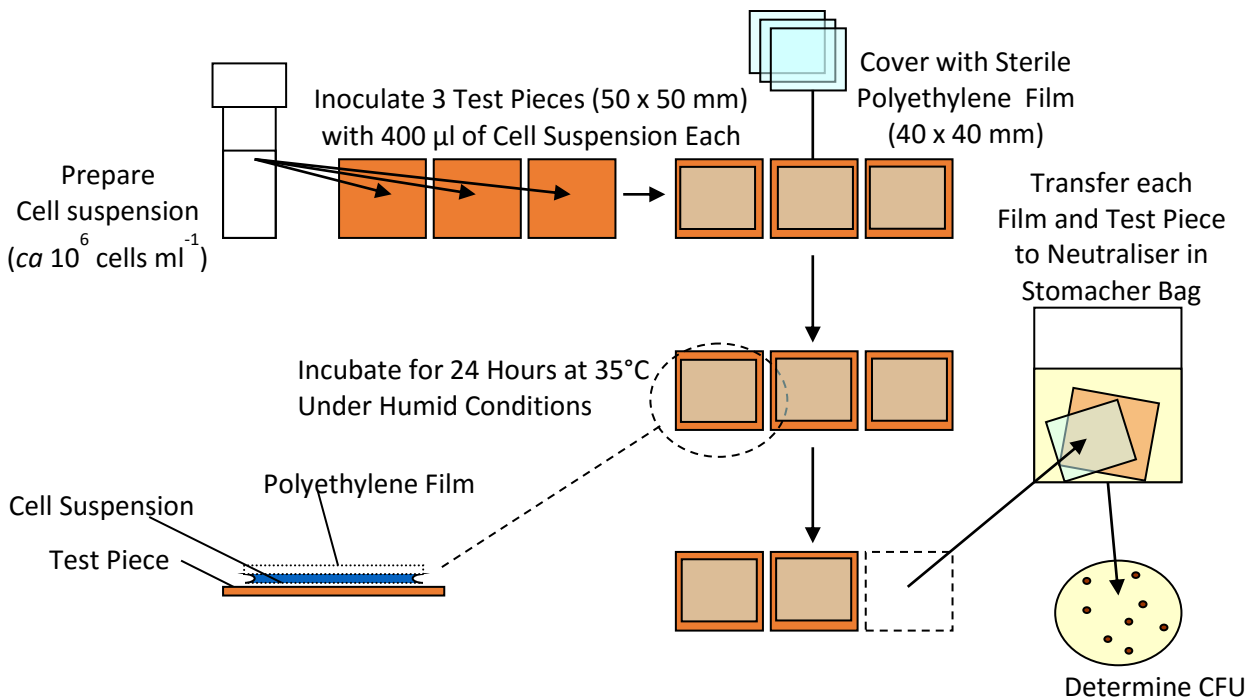 Prepare
Cell suspension
(ca 10^6 cells ml^-1)
Inoculate 3 Test Pieces (50 x 50 mm)
with 400 µl of Cell Suspension Each
Cover with Sterile
Polyethylene Film
(40 x 40 mm)
Transfer each
Film and Test Piece
to Neutraliser in
Stomacher Bag
Incubate for 24 Hours at 35°C
Under Humid Conditions
Polyethylene Film
Cell Suspension
Test Piece
Determine CFU